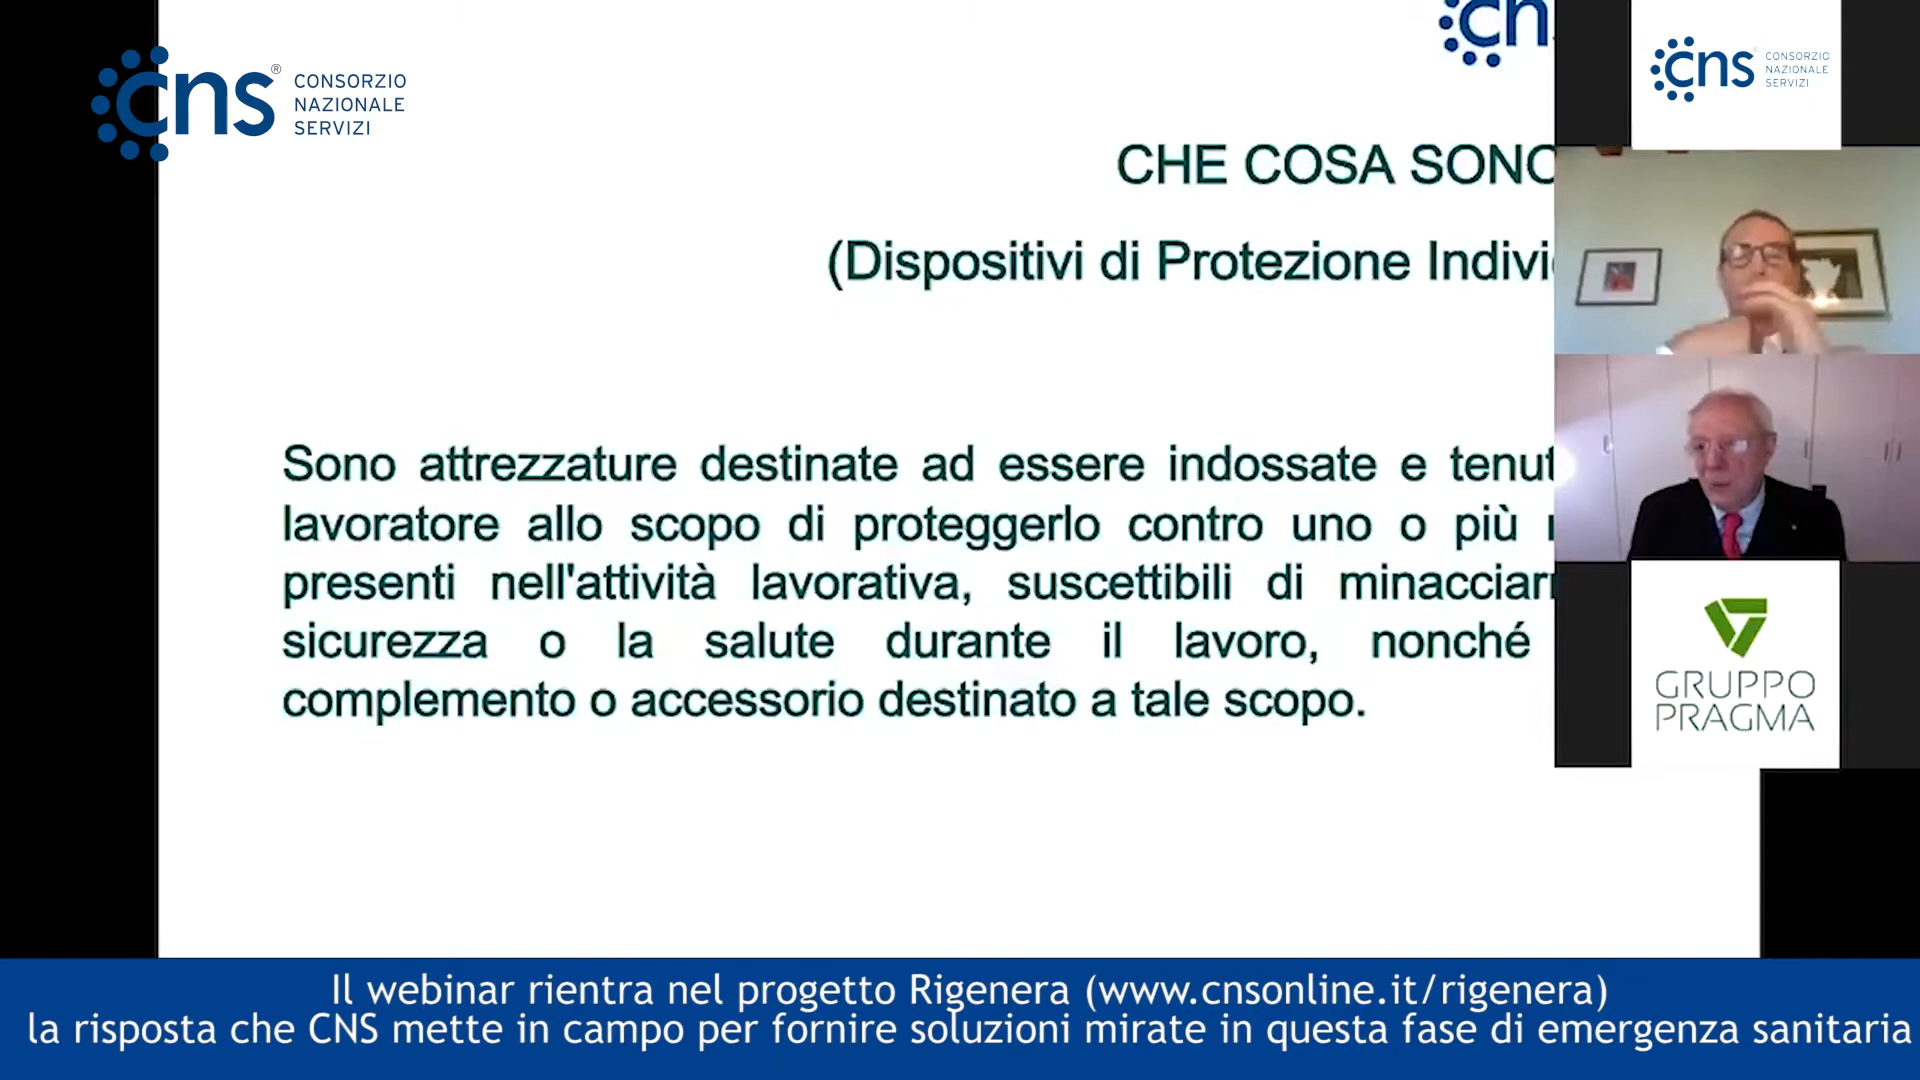 cns® CONSORZIO
NAZIONALE
SERVIZI
cn
cns CONSORZIO
NAZIONALE
SERVIZI
CHE COSA SONO
(Dispositivi di Protezione Indivi
Sono attrezzature destinate ad essere indossate e tenut
lavoratore allo scopo di proteggerlo contro uno o più
presenti nell'attività lavorativa, suscettibili di minacciar
sicurezza o la salute durante il lavoro, nonché
complemento o accessorio destinato a tale scopo.
GRUPPO
PRAGMA
Il webinar rientra nel progetto Rigenera (www.cnsonline.it/rigenera)
la risposta che CNS mette in campo per fornire soluzioni mirate in questa fase di emergenza sanitaria